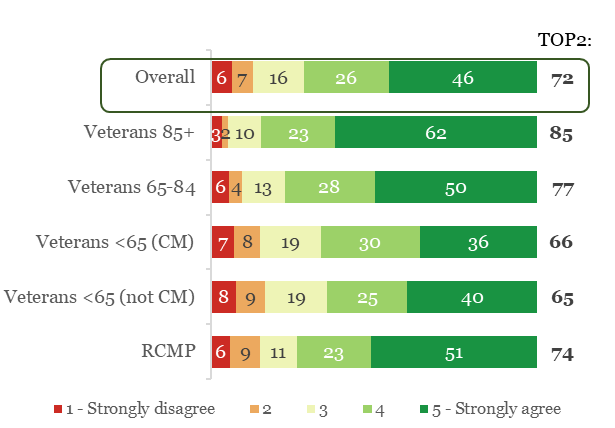 TOP2:
Overall 6 7 16 26 46 72
Veterans 85+ 3 2 10 23 62 85
Veterans 65-84 6 4 13 28 50 77
Veterans <65 (CM) 7 8 19 30 36 66
Veterans <65 (not CM) 8 9 19 25 40 65
RCMP 6 9 11 23 51 74
1 - Strongly disagree 2 3 4 5 - Strongly agree